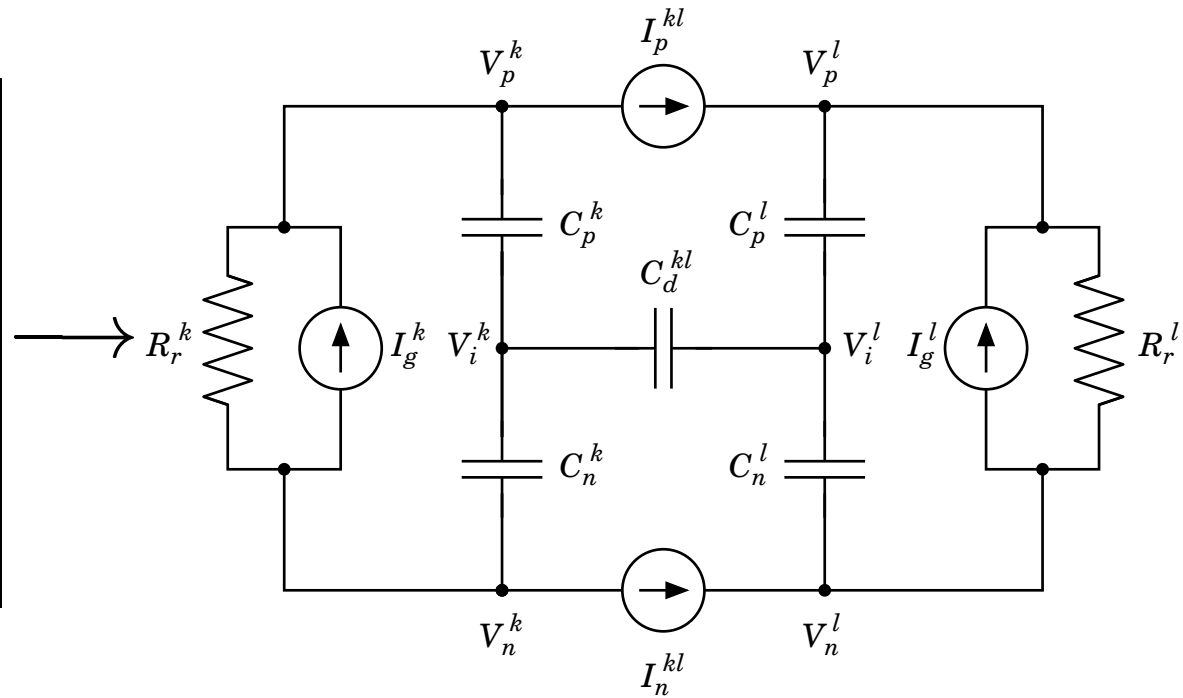 I_p^{kl}
V_p^k V_p^l
C_p^k C_p^l
C_d^{kl}
R_r^k I_g^k V_i^k V_i^l I_g^l R_r^l
C_n^k C_n^l
V_n^k V_n^l
I_n^{kl}